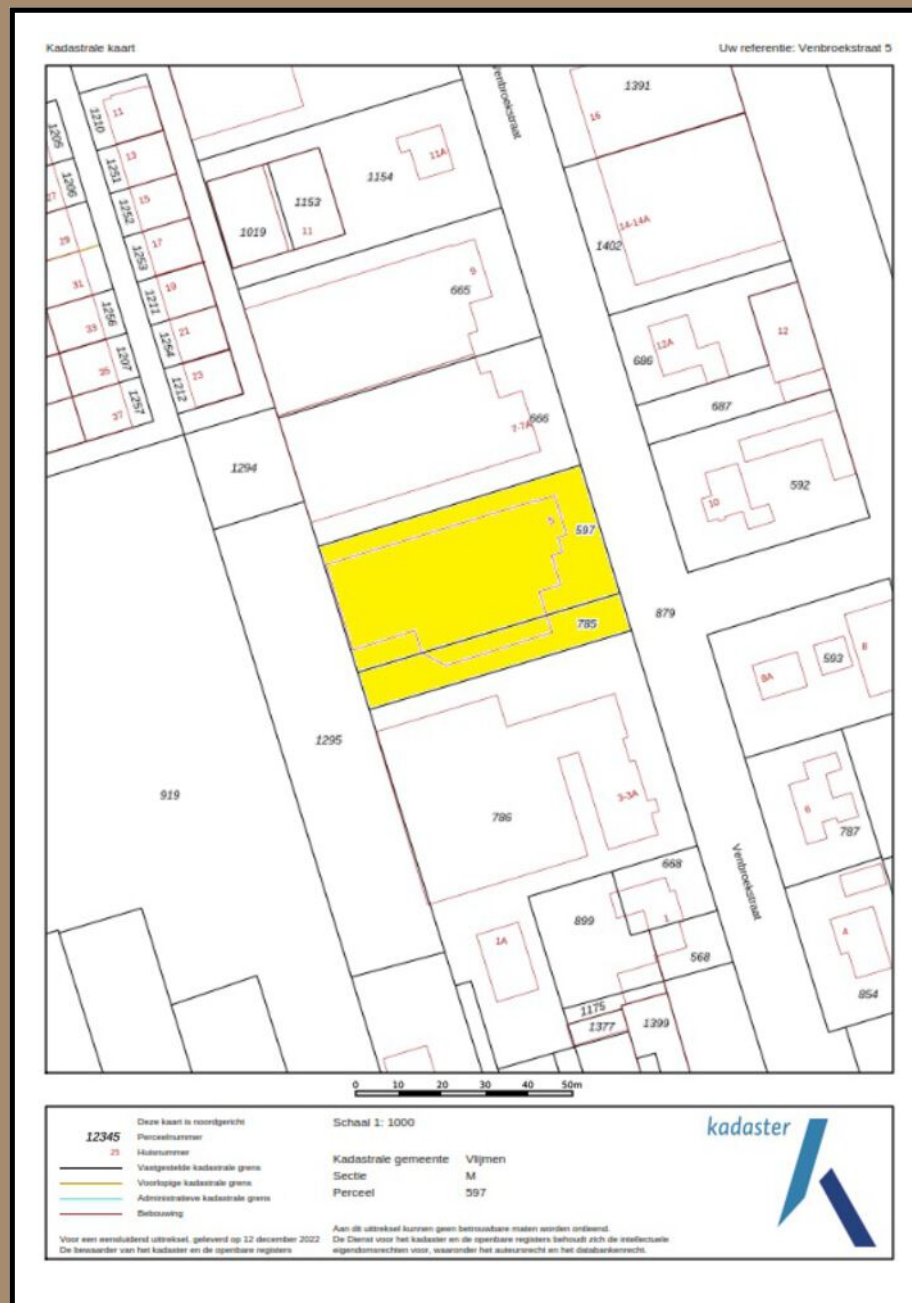 Kadastrale kaart
Uw referentie: Venbroekstraat 5
Venbroekstraat
1391
16
1205
1210
11
11A
1154
13
1251
1206
27
15
1252
1153
1019
11
14-14A
1402
29
17
1253
9
665
31
19
1211
1256
33
21
1254
12A
12
686
35
1207
23
1212
687
37
1257
7-7A
666
1294
592
10
5
597
879
785
593
8
8A
1295
919
786
3-3A
6
787
668
Venbroekstraat
899
1
4
1A
568
854
1175
1377
1399
0 10 20 30 40 50m
12345
25
Deze kaart is noordgericht
Perceelnummer
Huisnummer
Vastgestelde kadastrale grens
Voorlopige kadastrale grens
Administratieve kadastrale grens
Bebouwing
Voor een eensluidend uittreksel, geleverd op 12 december 2022
De bewaarder van het kadaster en de openbare registers
Schaal 1: 1000
Kadastrale gemeente Vlijmen
Sectie M
Perceel 597
Aan dit uittreksel kunnen geen betrouwbare maten worden ontleend.
De Dienst voor het kadaster en de openbare registers behoudt zich de intellectuele
eigendomsrechten voor, waaronder het auteursrecht en het databankenrecht.
kadaster